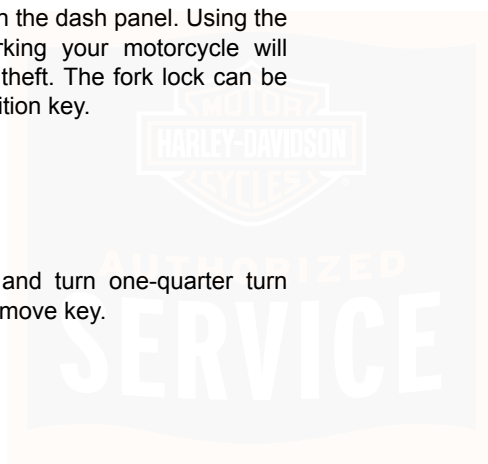 n the dash panel. Using the
rking your motorcycle will
theft. The fork lock can be
ition key.
and turn one-quarter turn
move key.
MOTOR
HARLEY-DAVIDSON
CYCLES
AUTHORIZED
SERVICE